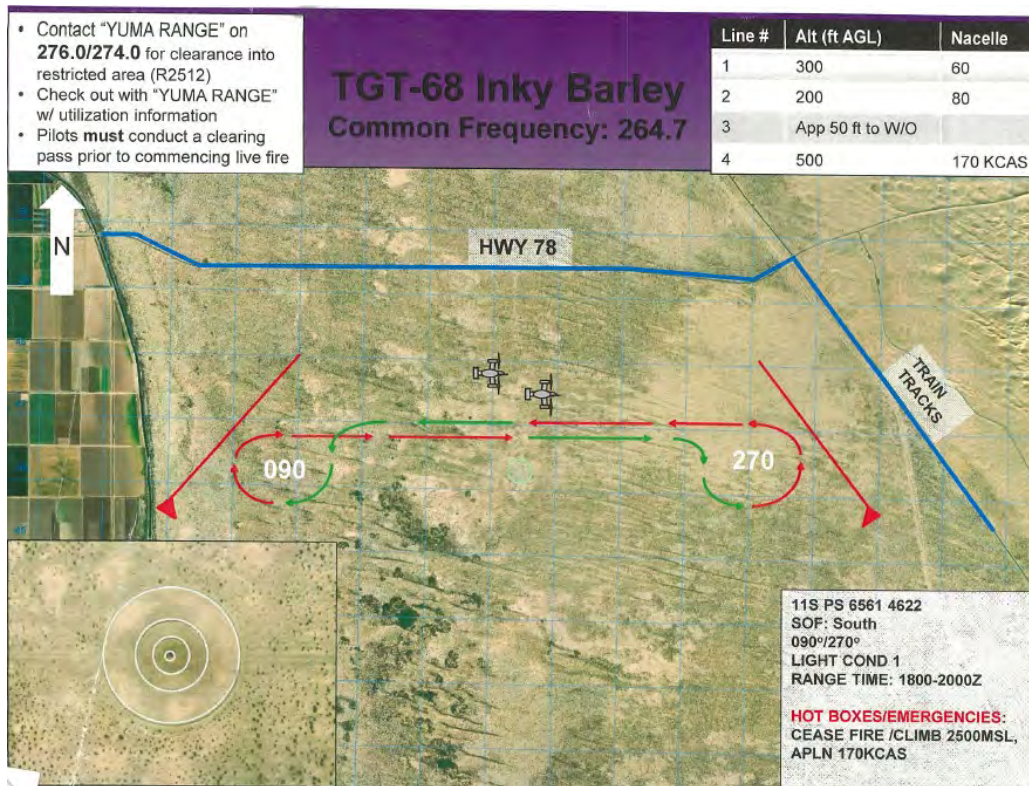 • Contact “YUMA RANGE” on
276.0/274.0 for clearance into
restricted area (R2512)
• Check out with “YUMA RANGE”
w/ utilization information
• Pilots must conduct a clearing
pass prior to commencing live fire
TGT-68 Inky Barley
Common Frequency: 264.7
Line # Alt (ft AGL) Nacelle
1 300 60
2 200 80
3 App 50 ft to W/O
4 500 170 KCAS
N
HWY 78
TRAIN
TRACKS
090
270
11S PS 6561 4622
SOF: South
090º/270º
LIGHT COND 1
RANGE TIME: 1800-2000Z
HOT BOXES/EMERGENCIES:
CEASE FIRE /CLIMB 2500MSL,
APLN 170KCAS